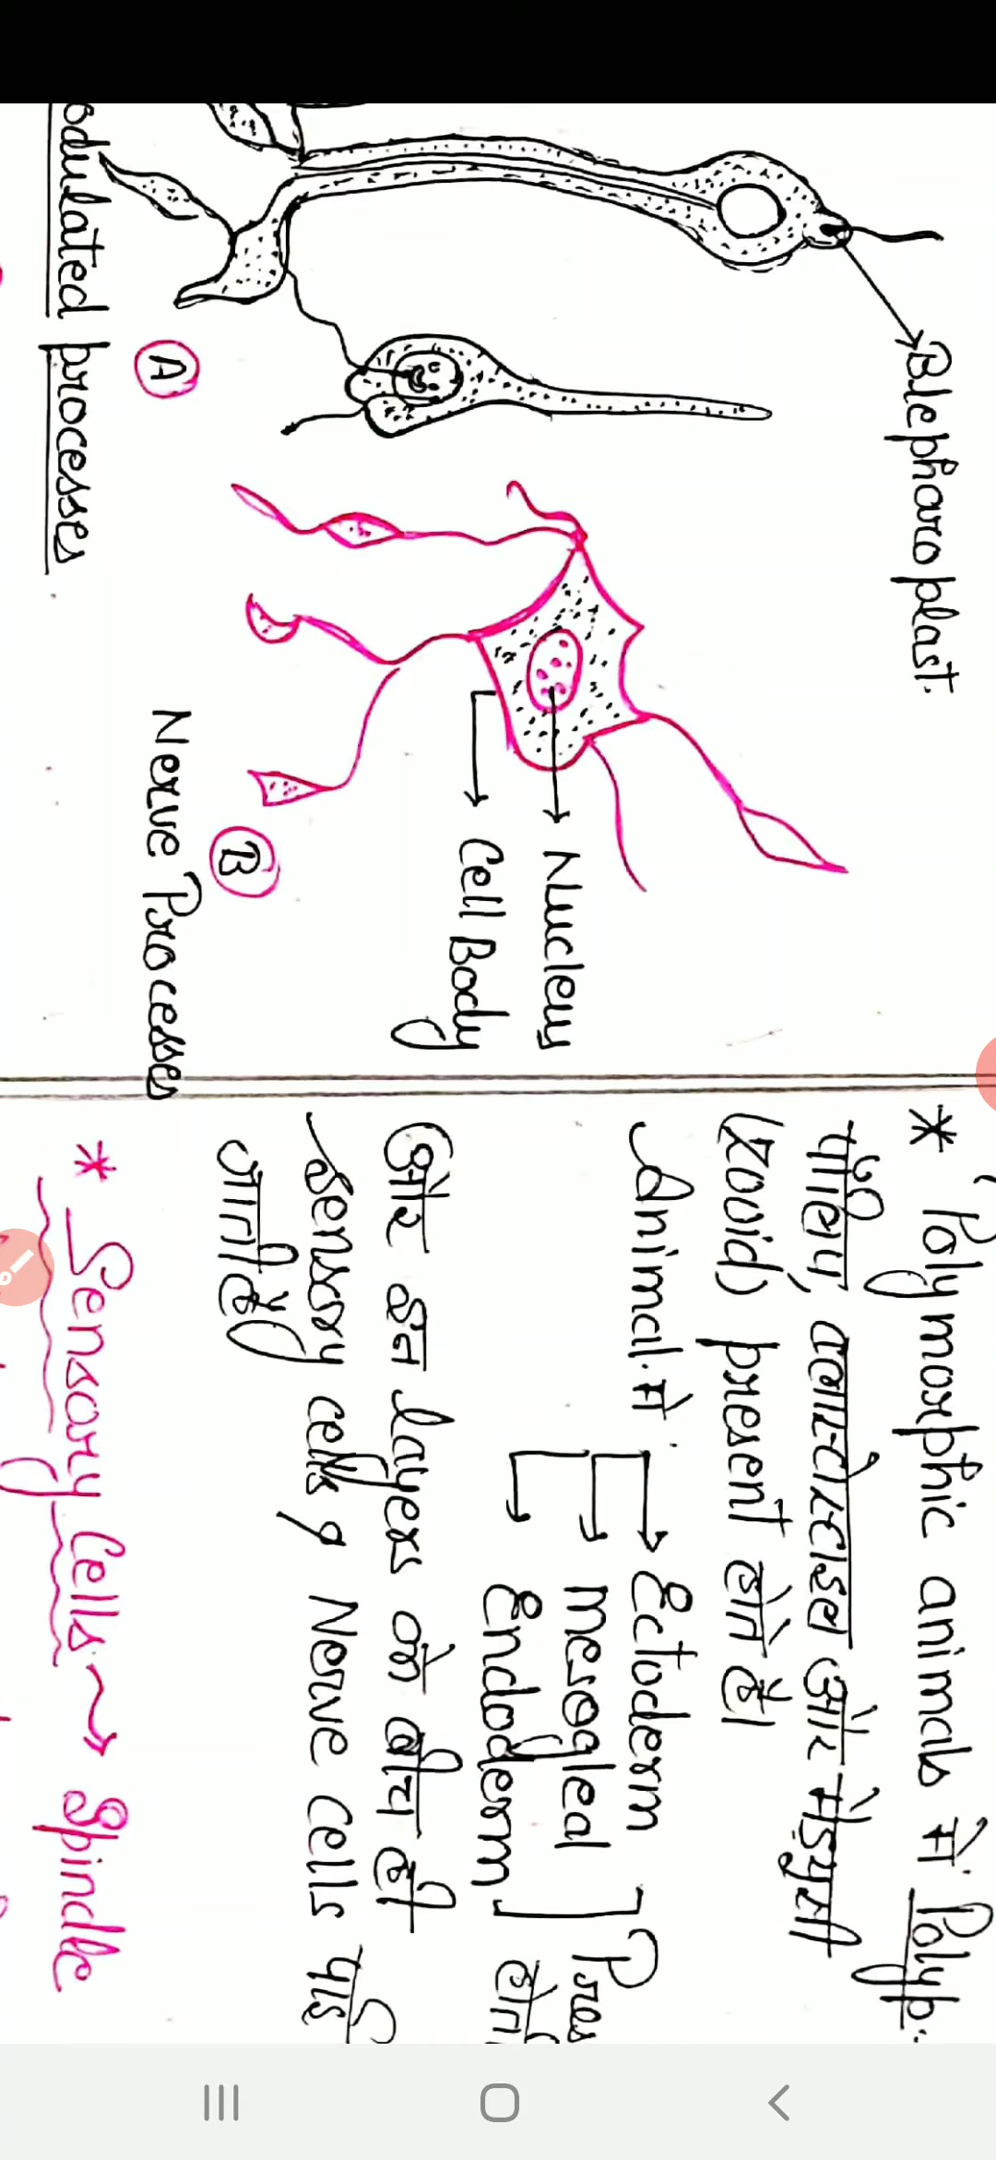 Blepharoplast.
Nucleus
Cell Body
A
B
Nerve Processes
odulated processes
* Polymorphic animals में Polyp..
पॉलिप,
और मेड्युसी
(zooid) present होते है।
Animal में
Ectoderm
mesogleal
Endoderm
और इन layers के बीच ही
sensory cells, Nerve cells पाई
जाती है।
* Sensory Cells → Spindle